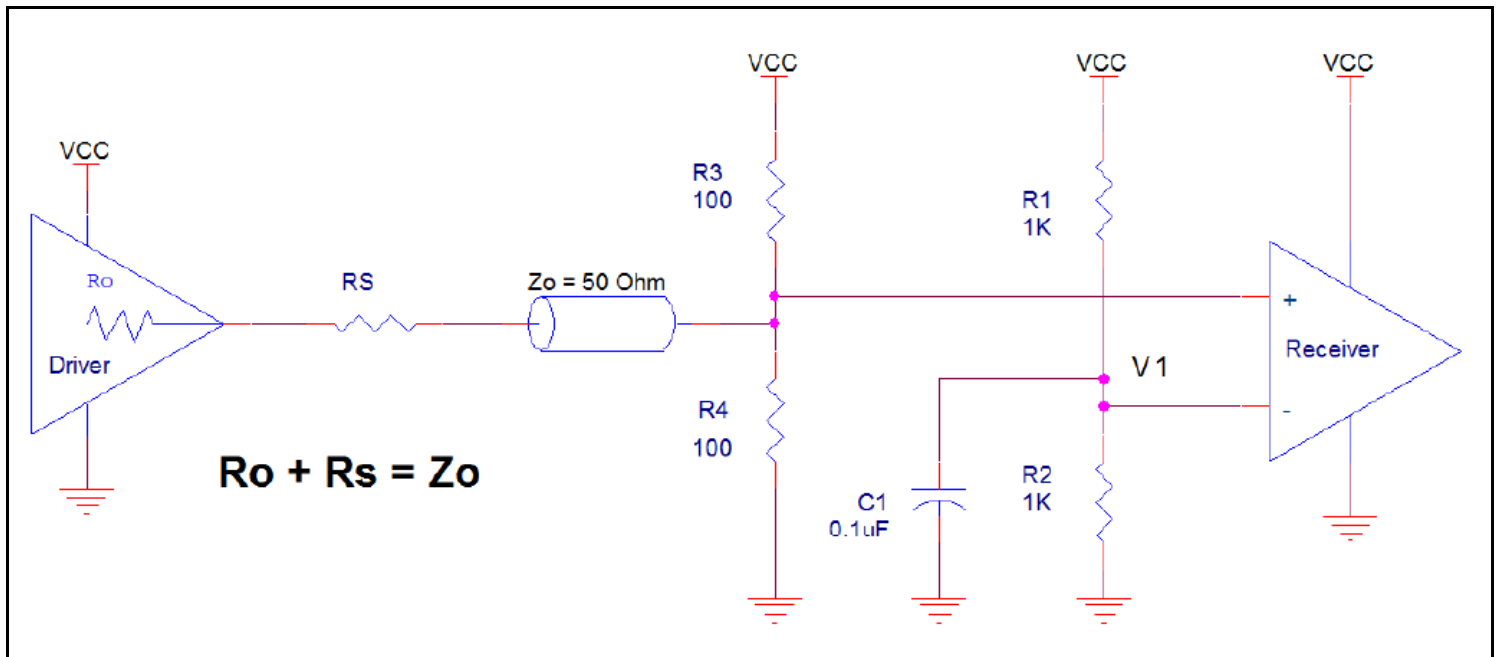 VCC
VCC
VCC
VCC
R3
100
R1
1K
Ro
RS
Zo = 50 Ohm
+
Driver
Receiver
V1
-
R4
100
Ro + Rs = Zo
R2
1K
C1
0.1uF